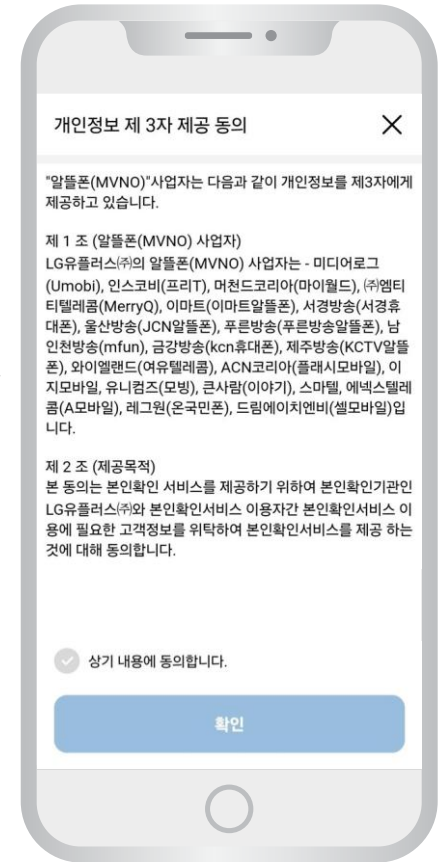 개인정보 제 3자 제공 동의
"알뜰폰(MVNO)"사업자는 다음과 같이 개인정보를 제3자에게
제공하고 있습니다.
제 1 조 (알뜰폰(MVNO) 사업자)
LG유플러스㈜의 알뜰폰(MVNO) 사업자는 - 미디어로그
(Umobi), 인스코비(프리T), 머천드코리아(마이월드), ㈜엠티
티텔레콤(MerryQ), 이마트(이마트알뜰폰), 서경방송(서경휴
대폰), 울산방송(JCN알뜰폰), 푸른방송(푸른방송알뜰폰), 남
인천방송(mfun), 금강방송(kcn휴대폰), 제주방송(KCTV알뜰
폰), 와이엘랜드(여유텔레콤), ACN코리아(플래시모바일), 이
지모바일, 유니컴즈(모빙), 큰사람(이야기), 스마텔, 에넥스텔레
콤(A모바일), 레그원(온국민폰), 드림에이치앤비(셀모바일)입
니다.
제 2 조 (제공목적)
본 동의는 본인확인 서비스를 제공하기 위하여 본인확인기관인
LG유플러스㈜와 본인확인서비스 이용자간 본인확인서비스 이
용에 필요한 고객정보를 위탁하여 본인확인서비스를 제공 하는
것에 대해 동의합니다.
상기 내용에 동의합니다.
확인